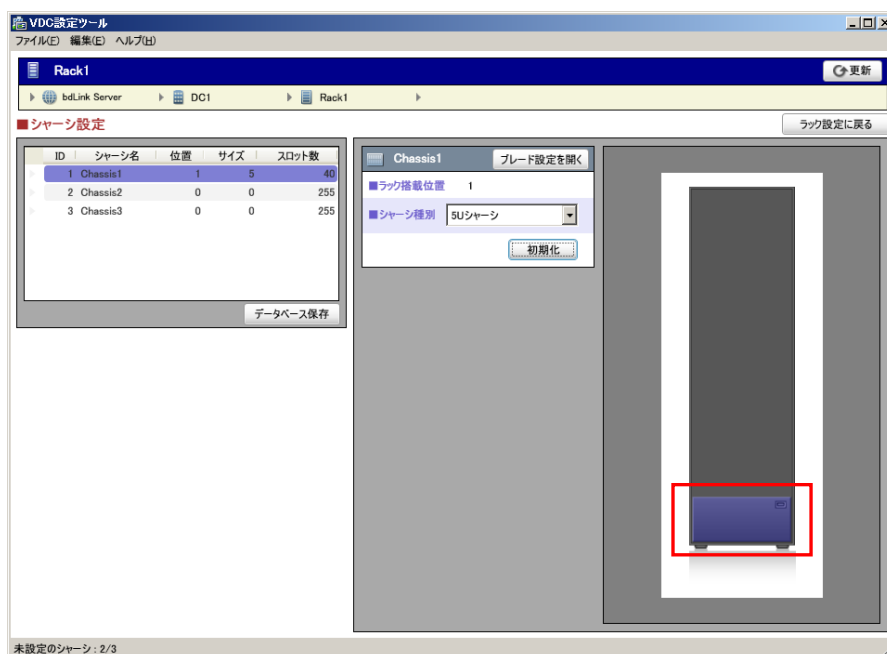 VDC設定ツール
ファイル(F) 編集(E) ヘルプ(H)
Rack1 更新
bdLink Server DC1 Rack1
■シャーシ設定 ラック設定に戻る
ID シャーシ名 位置 サイズ スロット数
1 Chassis1 1 5 40
2 Chassis2 0 0 255
3 Chassis3 0 0 255
データベース保存
Chassis1 ブレード設定を開く
■ラック搭載位置 1
■シャーシ種別 5Uシャーシ
初期化
未設定のシャーシ : 2/3